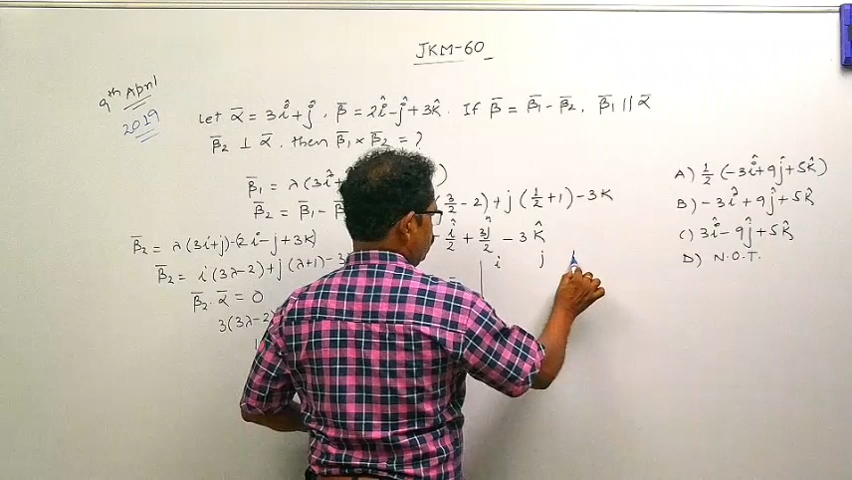 JKM-60
9th April
2019
Let ᾱ = 3î + ĵ, β̄ = 2î - ĵ + 3k̂. If β̄ = β̄₁ - β̄₂, β̄₁ || ᾱ
β̄₂ ⊥ ᾱ, then β̄₁ × β̄₂ = ?
β̄₁ = λ(3î )
β̄₂ = β̄₁ - (3/2 - 2) + j(1/2 + 1) - 3K
β̄₂ = λ(3i+j)-(2i-j+3K)
- î/2 + 3ĵ/2 - 3k̂
β̄₂ = i(3λ-2)+j(λ+1)-3
=
i j
β̄₂ . ᾱ = 0
3(3λ-2)
A) 1/2 (-3î + 9ĵ + 5k̂)
B) -3î + 9ĵ + 5k̂
C) 3î - 9ĵ + 5k̂
D) N.O.T.